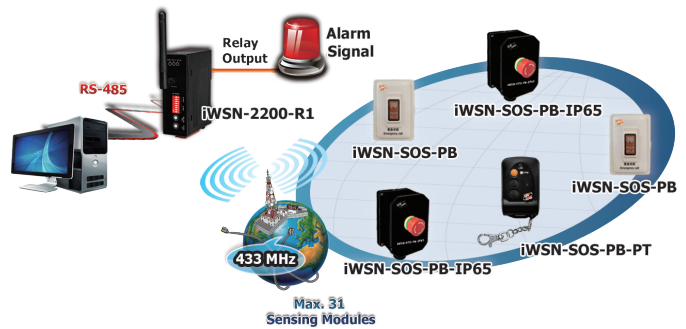 Relay
Output
Alarm
Signal
RS-485
iWSN-2200-R1
iWSN-SOS-PB-IP65
iWSN-SOS-PB
iWSN-SOS-PB
433 MHz
iWSN-SOS-PB-IP65
iWSN-SOS-PB-PT
Max. 31
Sensing Modules